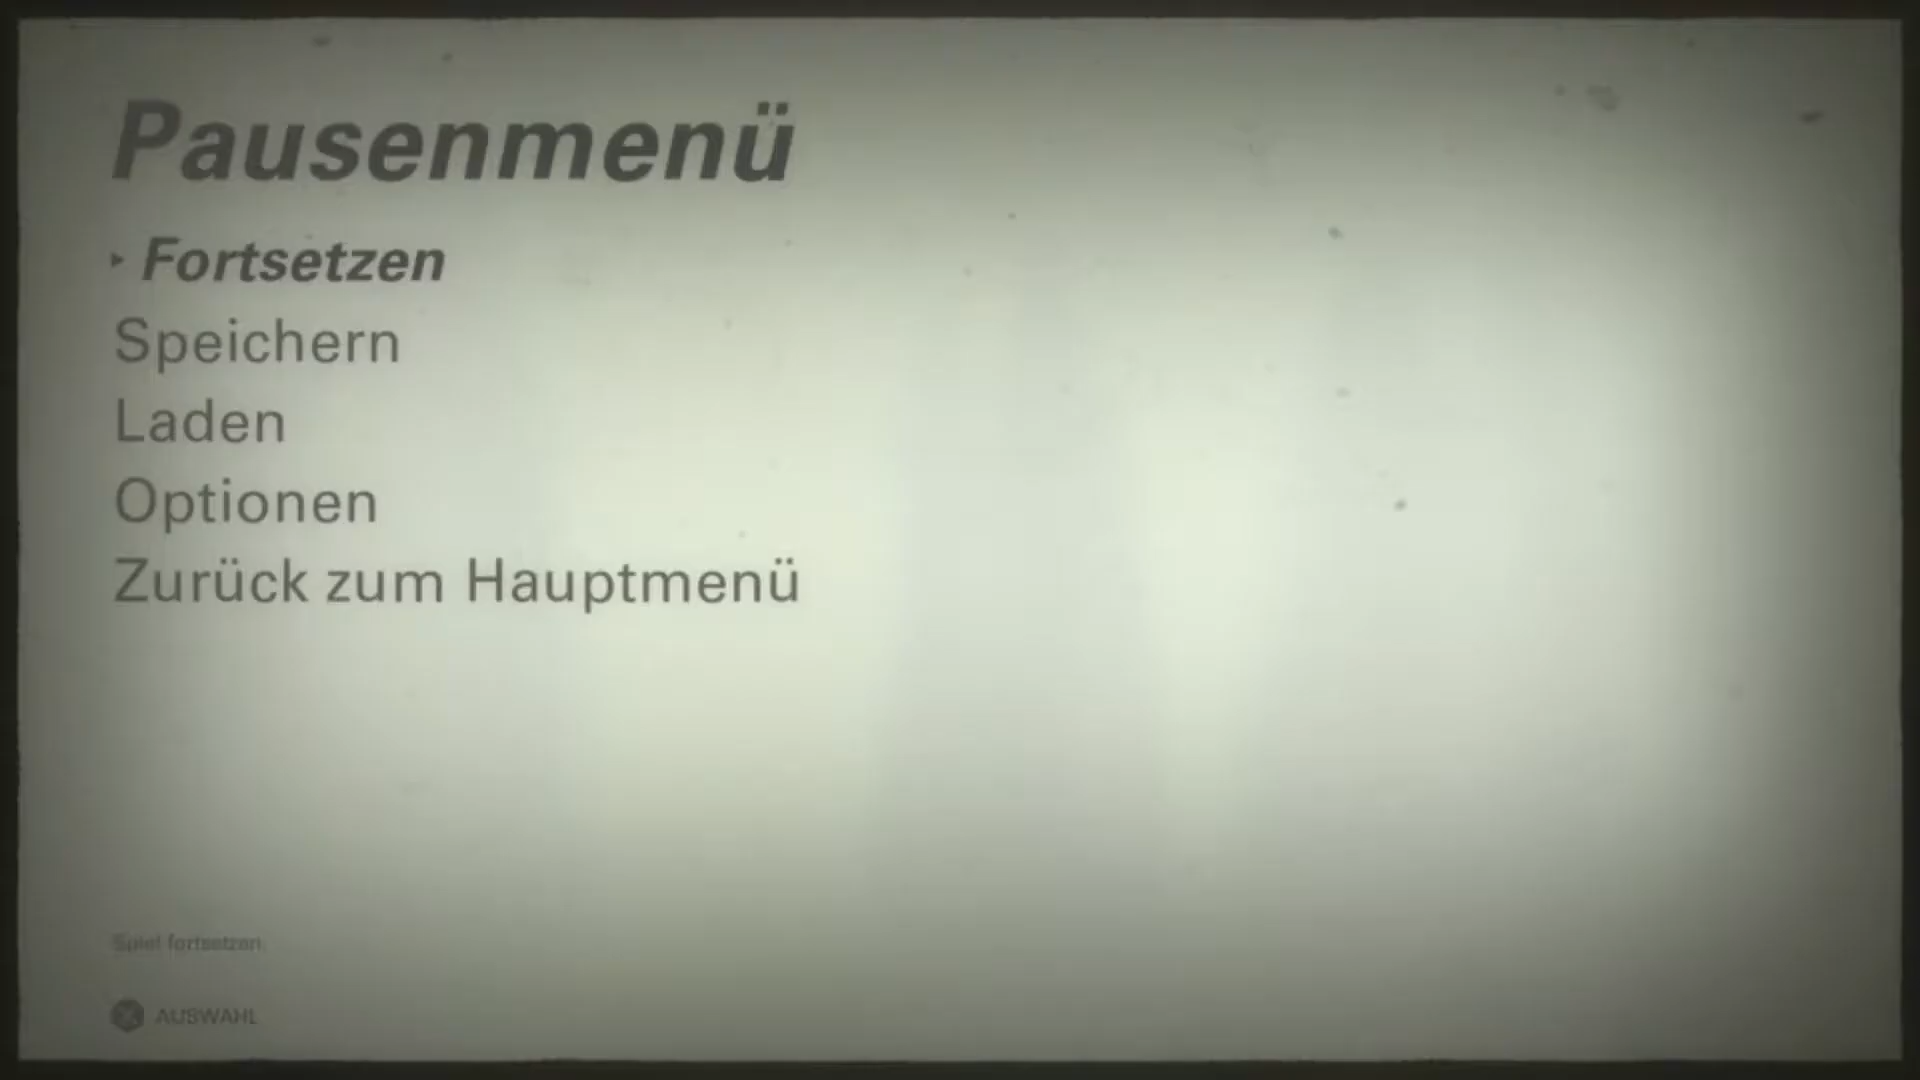 Pausenmenü
Fortsetzen
Speichern
Laden
Optionen
Zurück zum Hauptmenü
Spiel fortsetzen.
AUSWAHL